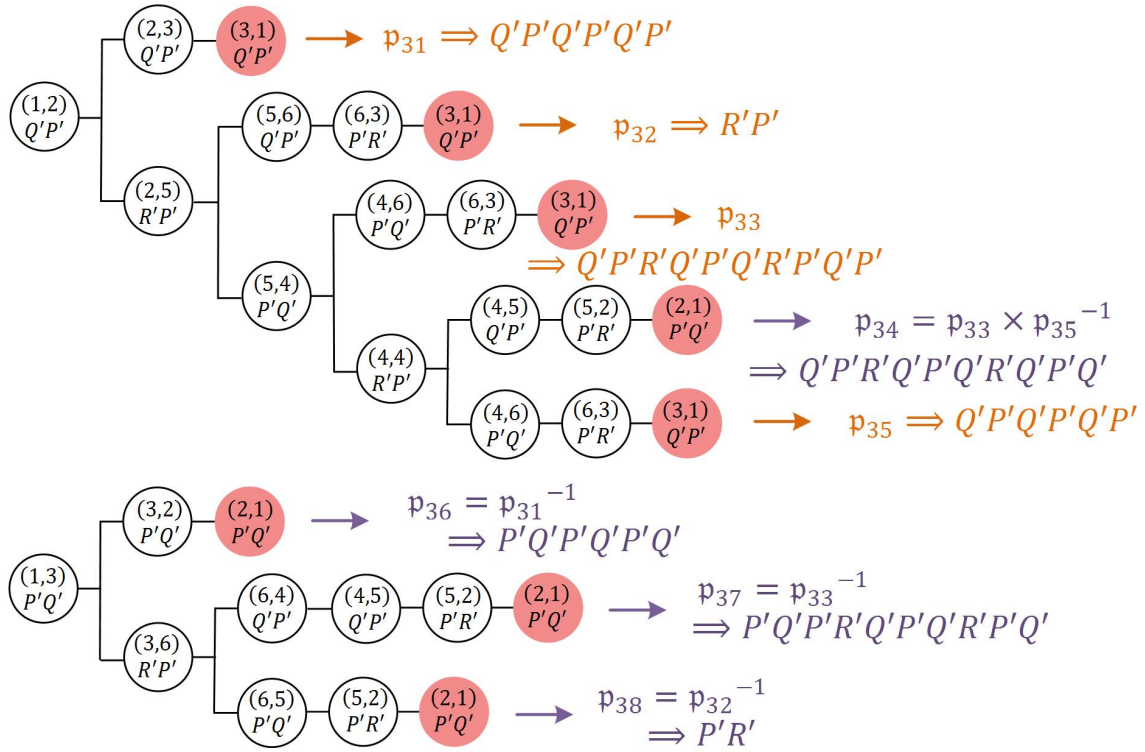 (1,2)
Q′P′
(2,3)
Q′P′
(3,1)
Q′P′
𝔭₃₁ ⟹ Q′P′Q′P′Q′P′
(2,5)
R′P′
(5,6)
Q′P′
(6,3)
P′R′
(3,1)
Q′P′
𝔭₃₂ ⟹ R′P′
(5,4)
P′Q′
(4,6)
P′Q′
(6,3)
P′R′
(3,1)
Q′P′
𝔭₃₃
⟹ Q′P′R′Q′P′Q′R′P′Q′P′
(4,4)
R′P′
(4,5)
Q′P′
(5,2)
P′R′
(2,1)
P′Q′
𝔭₃₄ = 𝔭₃₃ × 𝔭₃₅⁻¹
⟹ Q′P′R′Q′P′Q′R′Q′P′Q′
(4,6)
P′Q′
(6,3)
P′R′
(3,1)
Q′P′
𝔭₃₅ ⟹ Q′P′Q′P′Q′P′
(1,3)
P′Q′
(3,2)
P′Q′
(2,1)
P′Q′
𝔭₃₆ = 𝔭₃₁⁻¹
⟹ P′Q′P′Q′P′Q′
(3,6)
R′P′
(6,4)
Q′P′
(4,5)
Q′P′
(5,2)
P′R′
(2,1)
P′Q′
𝔭₃₇ = 𝔭₃₃⁻¹
⟹ P′Q′P′R′Q′P′Q′R′P′Q′
(6,5)
P′Q′
(5,2)
P′R′
(2,1)
P′Q′
𝔭₃₈ = 𝔭₃₂⁻¹
⟹ P′R′